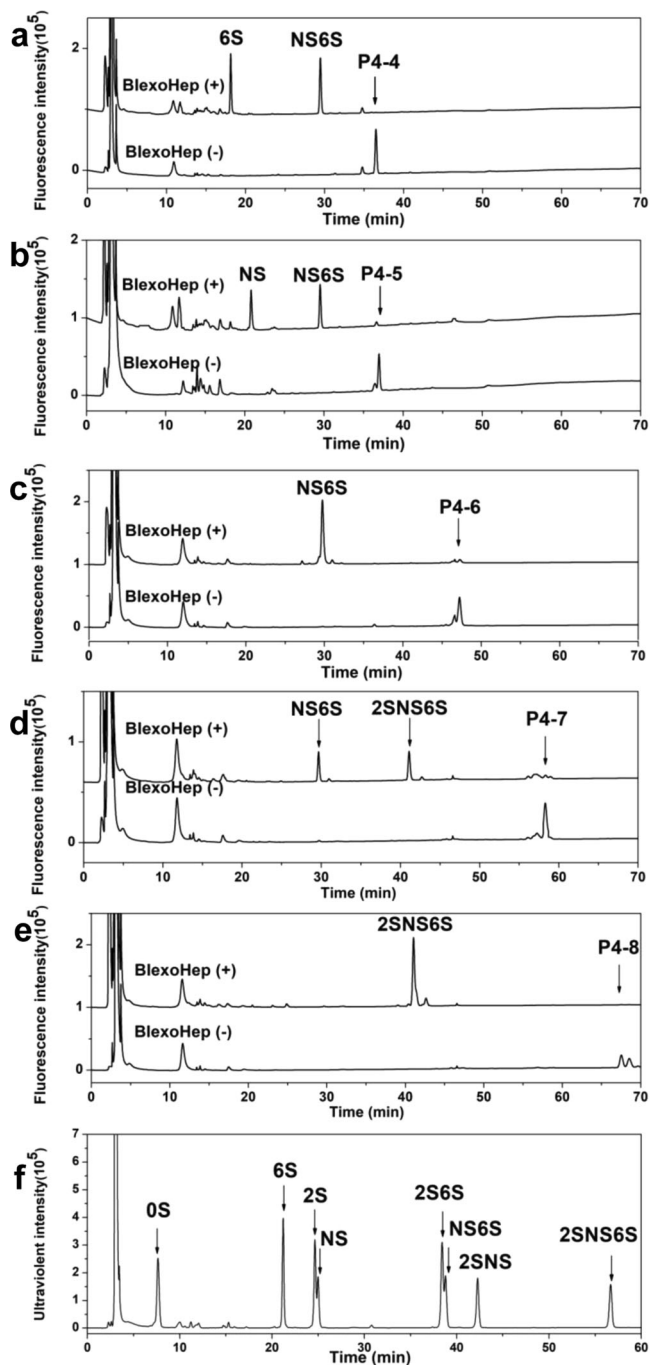 a
6S NS6S P4-4
BlexoHep (+)
BlexoHep (-)
Fluorescence intensity(10^5)
2
1
0
0 10 20 30 40 50 60 70
Time (min)
b
NS NS6S P4-5
BlexoHep (+)
BlexoHep (-)
Fluorescence intensity(10^5)
2
1
0
0 10 20 30 40 50 60 70
Time (min)
c
NS6S P4-6
BlexoHep (+)
BlexoHep (-)
Fluorescence intensity(10^5)
2
1
0
0 10 20 30 40 50 60 70
Time (min)
d
NS6S 2SNS6S P4-7
BlexoHep (+)
BlexoHep (-)
Fluorescence intensity(10^5)
1
0
0 10 20 30 40 50 60 70
Time (min)
e
2SNS6S P4-8
BlexoHep (+)
BlexoHep (-)
Fluorescence intensity(10^5)
2
1
0
0 10 20 30 40 50 60 70
Time (min)
f
0S 6S 2S NS 2S6S NS6S 2SNS 2SNS6S
Ultraviolent intensity(10^5)
7
6
5
4
3
2
1
0
0 10 20 30 40 50 60
Time (min)